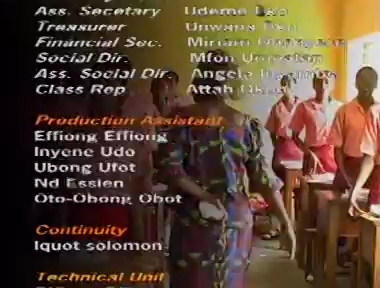 Ass. Secetary Udeme
Treasurer
Financial Sec. Miriam
Social Dir. Mfon
Ass. Social Dir. Angela
Class Rep Attah
Production Assistant
Effiong Effiong
Inyene Udo
Ubong Ufot
Nd Essien
Oto-Obong Obot
Continuity
Iquot solomon
Technical Unit